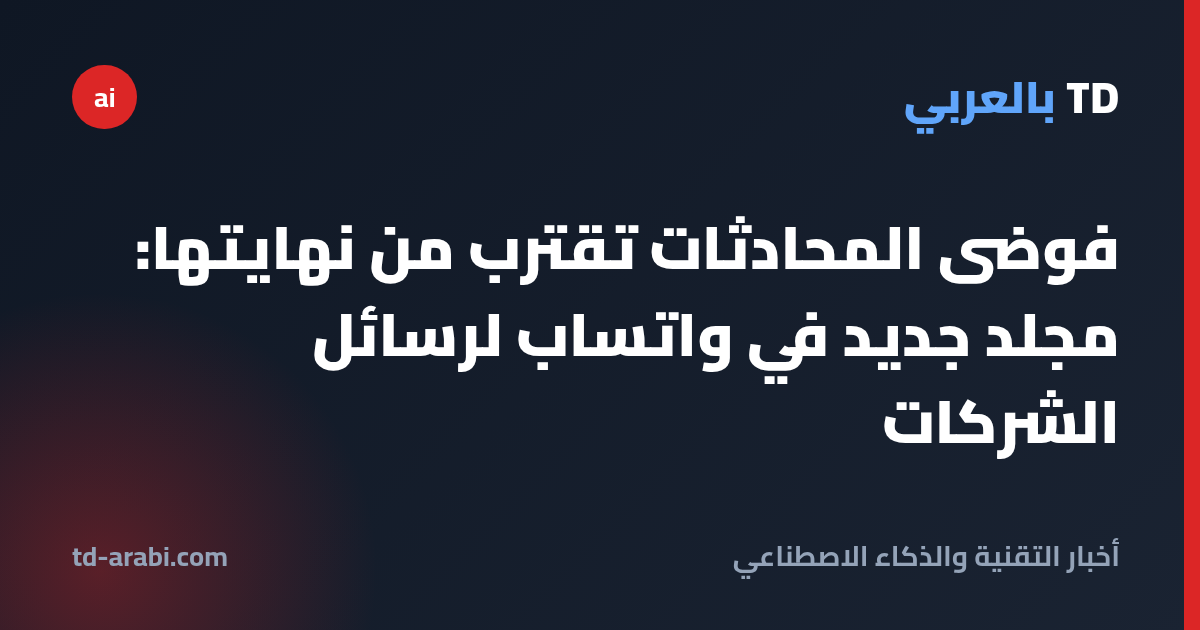 TD بالعربي
ai
فوضى المحادثات تقترب من نهايتها:
مجلد جديد في واتساب لرسائل
الشركات
أخبار التقنية والذكاء الاصطناعي
td-arabi.com